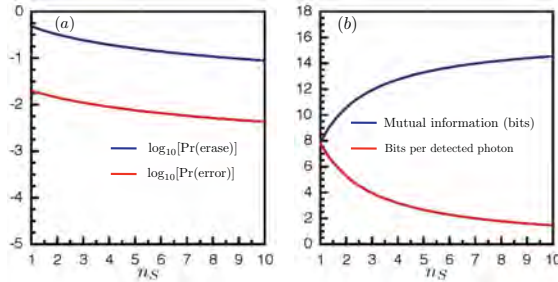 (a)
0
-1
-2
-3
-4
-5
log10[Pr(erase)]
log10[Pr(error)]
1 2 3 4 5 6 7 8 9 10
nS
(b)
18
16
14
12
10
8
6
4
2
0
Mutual information (bits)
Bits per detected photon
1 2 3 4 5 6 7 8 9 10
nS